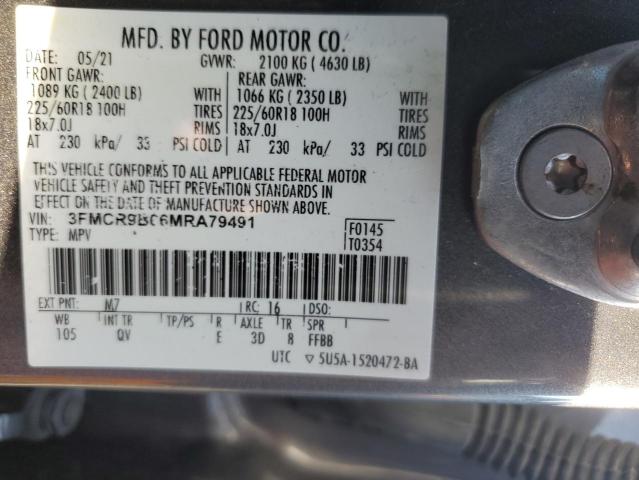 MFD. BY FORD MOTOR CO.
DATE: 05/21 GVWR: 2100 KG ( 4630 LB)
FRONT GAWR: REAR GAWR:
1089 KG ( 2400 LB) WITH 1066 KG ( 2350 LB) WITH
225/60R18 100H TIRES 225/60R18 100H TIRES
18x7.0J RIMS 18x7.0J RIMS
AT 230 kPa/ 33 PSI COLD AT 230 kPa/ 33 PSI COLD
THIS VEHICLE CONFORMS TO ALL APPLICABLE FEDERAL MOTOR
VEHICLE SAFETY AND THEFT PREVENTION STANDARDS IN
EFFECT ON THE DATE OF MANUFACTURE SHOWN ABOVE.
VIN: 3FMCR9BC6MRA79491 F0145
TYPE: MPV T0354
EXT PNT: M7 RC: 16 DSO:
WB INT TR TP/PS R AXLE TR SPR
105 QV E 3D 8 FFBB
UTC ▽ 5U5A-1520472-BA